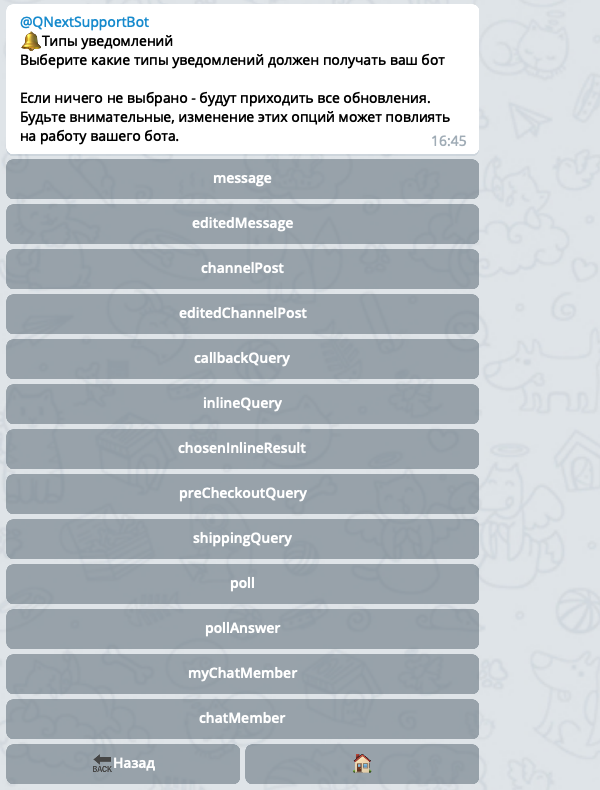 @QNextSupportBot
🔔Типы уведомлений
Выберите какие типы уведомлений должен получать ваш бот
Если ничего не выбрано - будут приходить все обновления.
Будьте внимательные, изменение этих опций может повлиять
на работу вашего бота.
16:45
message
editedMessage
channelPost
editedChannelPost
callbackQuery
inlineQuery
chosenInlineResult
preCheckoutQuery
shippingQuery
poll
pollAnswer
myChatMember
chatMember
🔙Назад
🏠